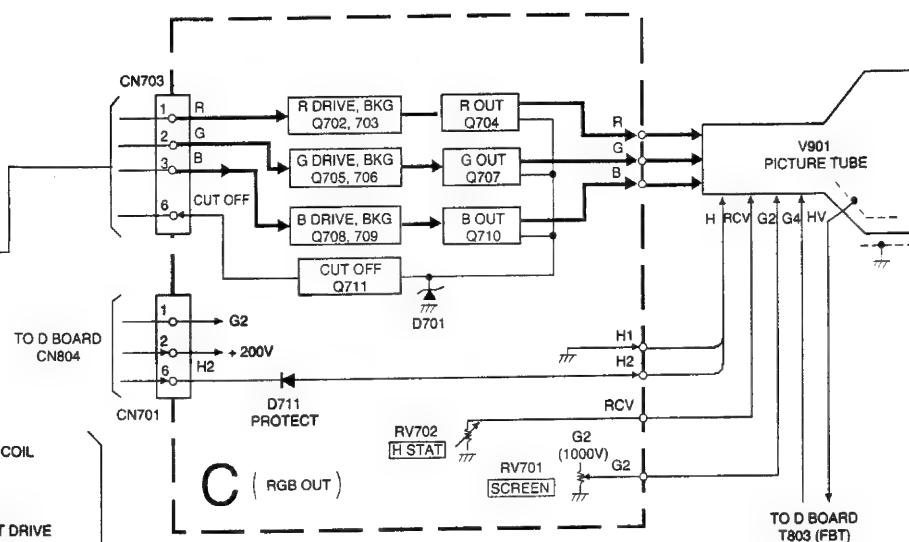 CN703
1
R
2
G
3
B
6
CUT OFF
R DRIVE, BKG
Q702, 703
R OUT
Q704
G DRIVE, BKG
Q705, 706
G OUT
Q707
B DRIVE, BKG
Q708, 709
B OUT
Q710
CUT OFF
Q711
D701
R
G
B
V901
PICTURE TUBE
H RCV G2 G4 HV
TO D BOARD
CN804
1
G2
2
+ 200V
H2
6
CN701
D711
PROTECT
H1
H2
RCV
RV702
H STAT
G2
(1000V)
G2
RV701
SCREEN
C ( RGB OUT )
COIL
T DRIVE
TO D BOARD
T803 (FBT)